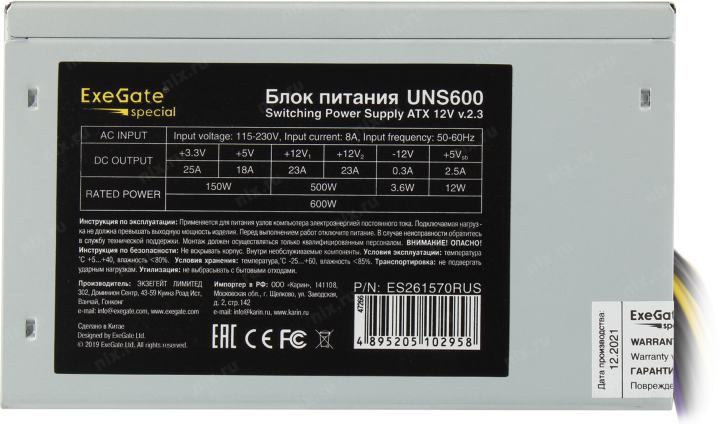 ExeGate®
special
Блок питания UNS600
Switching Power Supply ATX 12V v.2.3
AC INPUT Input voltage: 115-230V, Input current: 8A, Input frequency: 50-60Hz
DC OUTPUT +3.3V +5V +12V1 +12V2 -12V +5Vsb
25A 18A 23A 23A 0.3A 2.5A
RATED POWER 150W 500W 3.6W 12W
600W
Инструкция по эксплуатации: Применяется для питания узлов компьютера электроэнергией постоянного тока. Подключаемая нагруз-
ка не должна превышать выходную мощность изделия. Перед выполнением работ отключите питание. В случае неисправности обратитесь
в службу технической поддержки. Монтаж должен осуществляться только квалифицированным персоналом. ВНИМАНИЕ! ОПАСНО!
Инструкция по безопасности: Не вскрывать корпус. Внутри необслуживаемые компоненты. Условия эксплуатации: температура
°С +5...+40, влажность <80%. Условия хранения: температура,°С -25...+60, влажность <85%. Транспортировка: не подвергать
ударным нагрузкам. Утилизация: не выбрасывать с бытовыми отходами.
Изготовитель: ЭКЗЕГЕЙТ ЛИМИТЕД
302, Доминион Сентр, 43-59 Куинз Роад Ист,
Ванчай, Гонконг
e-mail: info@exegate.com, www.exegate.com
Импортер в РФ: ООО «Карин», 141108,
Московская обл., г. Щелково, ул. Заводская,
д. 2, стр.142
e-mail: info@karin.ru, www.karin.ru
P/N: ES261570RUS
Сделано в Китае
Designed by ExeGate Ltd.
© 2019 ExeGate Ltd. All rights reserved.
EAC CE FC
47266
4 895205 102958
Дата производства:
12.2021
ExeGat
special
WARRAN
Warranty v
ГАРАНТИ
Поврежде